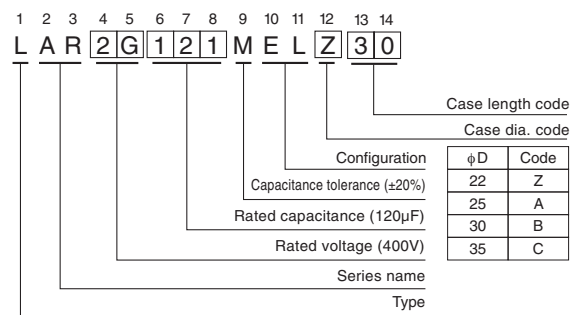 1 2 3 4 5 6 7 8 9 10 11 12 13 14
L A R 2 G 1 2 1 M E L Z 3 0
Case length code
Case dia. code
Configuration
Capacitance tolerance (±20%)
Rated capacitance (120µF)
Rated voltage (400V)
Series name
Type
ϕD Code
22 Z
25 A
30 B
35 C